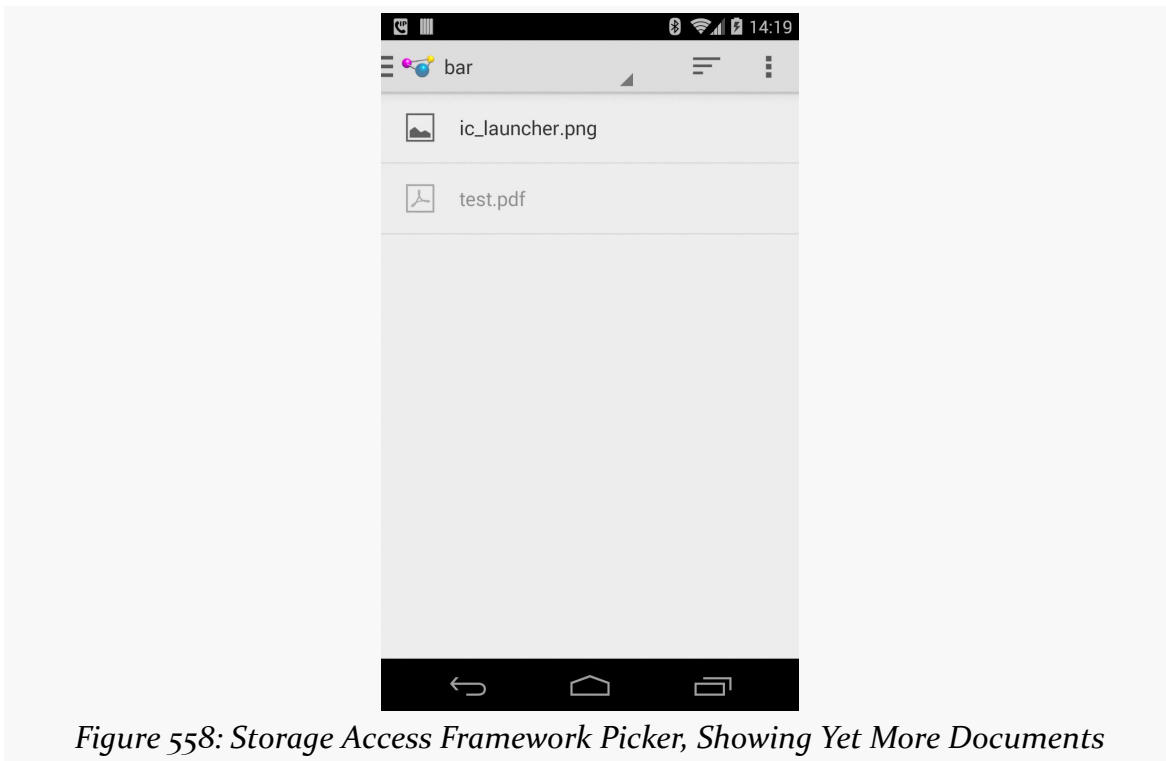 14:19
bar
ic_launcher.png
test.pdf
Figure 558: Storage Access Framework Picker, Showing Yet More Documents